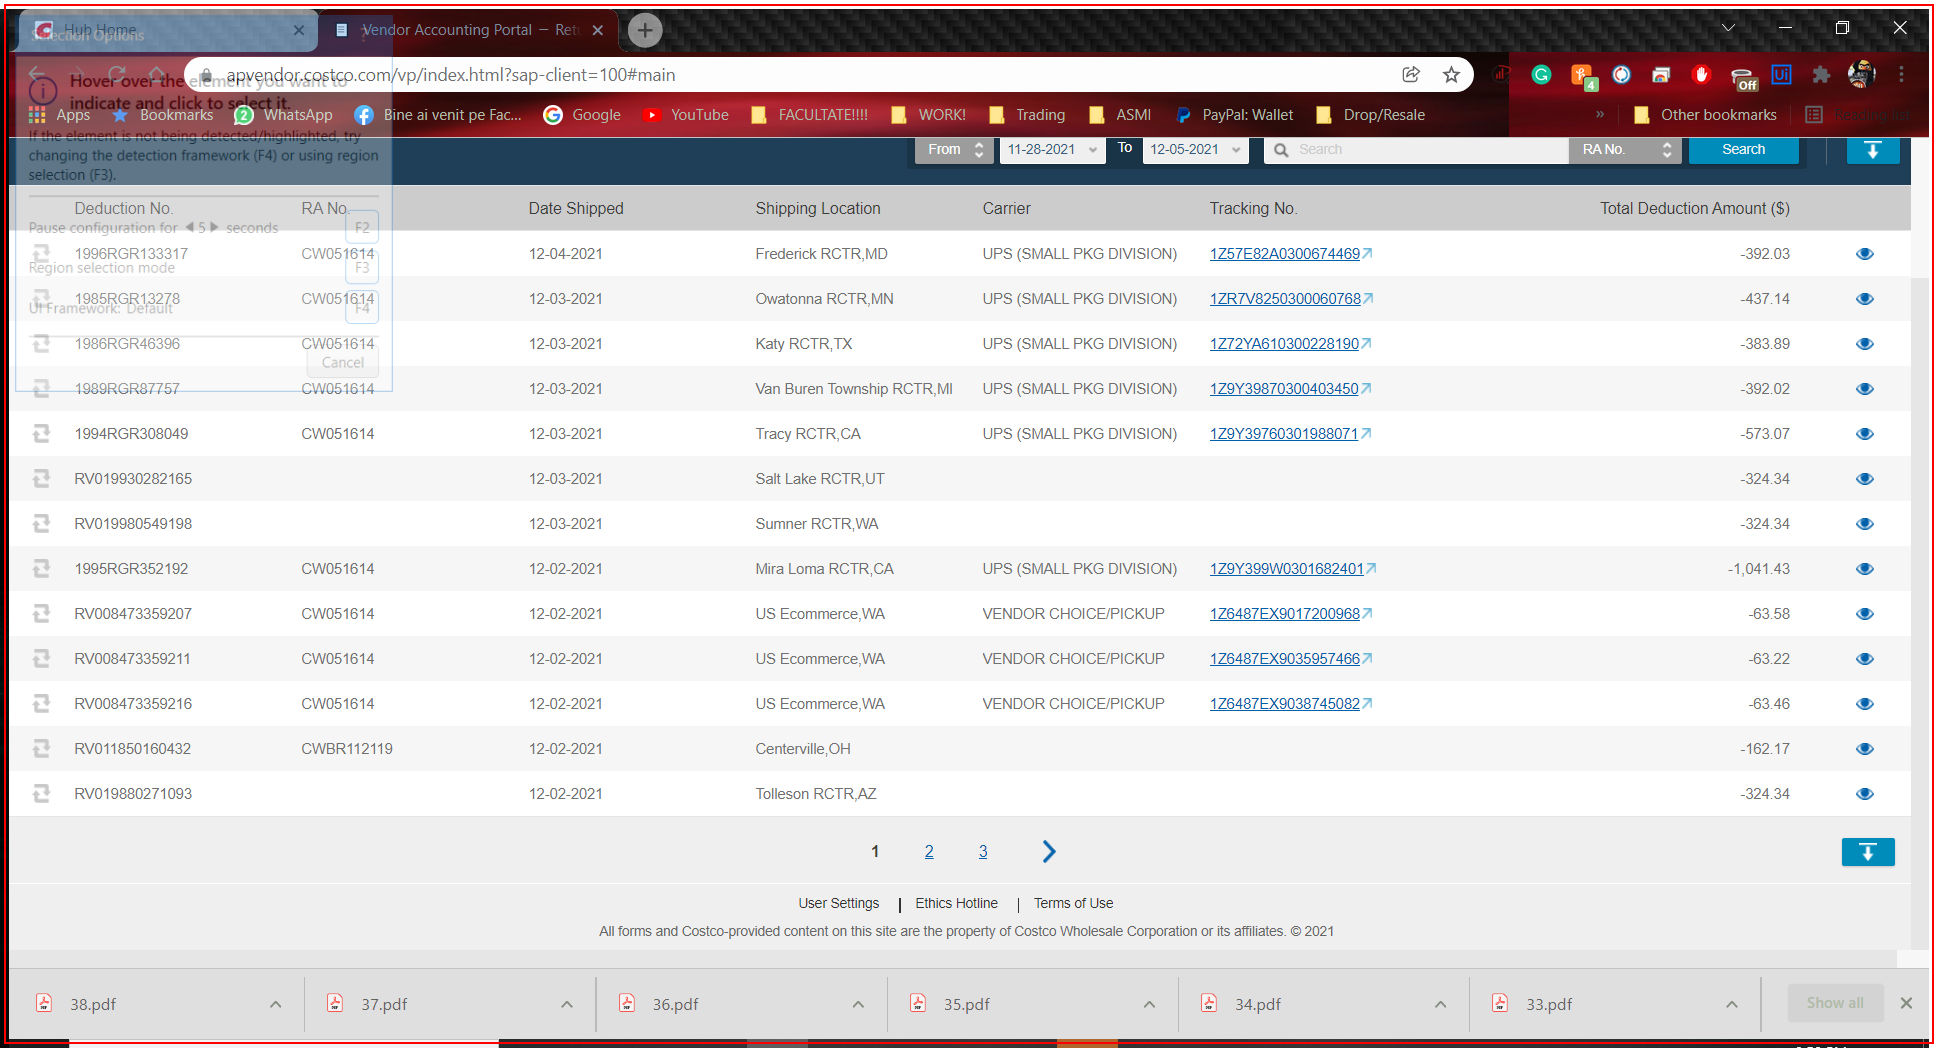 Hub Home
Vendor Accounting Portal — Retu
Selection Options
apvendor.costco.com/vp/index.html?sap-client=100#main
Off
4
Ui
Hover over the element you want to
indicate and click to select it.
Apps
Bookmarks
2
WhatsApp
Bine ai venit pe Fac...
Google
YouTube
FACULTATE!!!!
WORK!
Trading
ASMI
PayPal: Wallet
Drop/Resale
»
Other bookmarks
Reading list
If the element is not being detected/highlighted, try
changing the detection framework (F4) or using region
selection (F3).
From 11-28-2021 To 12-05-2021 Search RA No. Search
Deduction No. RA No. Date Shipped Shipping Location Carrier Tracking No. Total Deduction Amount ($)
Pause configuration for 5 seconds F2
1996RGR133317 CW051614 12-04-2021 Frederick RCTR,MD UPS (SMALL PKG DIVISION) 1Z57E82A0300674469 -392.03
Region selection mode F3
1985RGR13278 CW051614 12-03-2021 Owatonna RCTR,MN UPS (SMALL PKG DIVISION) 1ZR7V8250300060768 -437.14
UI Framework: Default F4
1986RGR46396 CW051614 12-03-2021 Katy RCTR,TX UPS (SMALL PKG DIVISION) 1Z72YA610300228190 -383.89
Cancel
1989RGR87757 CW051614 12-03-2021 Van Buren Township RCTR,MI UPS (SMALL PKG DIVISION) 1Z9Y39870300403450 -392.02
1994RGR308049 CW051614 12-03-2021 Tracy RCTR,CA UPS (SMALL PKG DIVISION) 1Z9Y39760301988071 -573.07
RV019930282165 12-03-2021 Salt Lake RCTR,UT -324.34
RV019980549198 12-03-2021 Sumner RCTR,WA -324.34
1995RGR352192 CW051614 12-02-2021 Mira Loma RCTR,CA UPS (SMALL PKG DIVISION) 1Z9Y399W0301682401 -1,041.43
RV008473359207 CW051614 12-02-2021 US Ecommerce,WA VENDOR CHOICE/PICKUP 1Z6487EX9017200968 -63.58
RV008473359211 CW051614 12-02-2021 US Ecommerce,WA VENDOR CHOICE/PICKUP 1Z6487EX9035957466 -63.22
RV008473359216 CW051614 12-02-2021 US Ecommerce,WA VENDOR CHOICE/PICKUP 1Z6487EX9038745082 -63.46
RV011850160432 CWBR112119 12-02-2021 Centerville,OH -162.17
RV019880271093 12-02-2021 Tolleson RCTR,AZ -324.34
1 2 3
User Settings | Ethics Hotline | Terms of Use
All forms and Costco-provided content on this site are the property of Costco Wholesale Corporation or its affiliates. © 2021
38.pdf
37.pdf
36.pdf
35.pdf
34.pdf
33.pdf
Show all